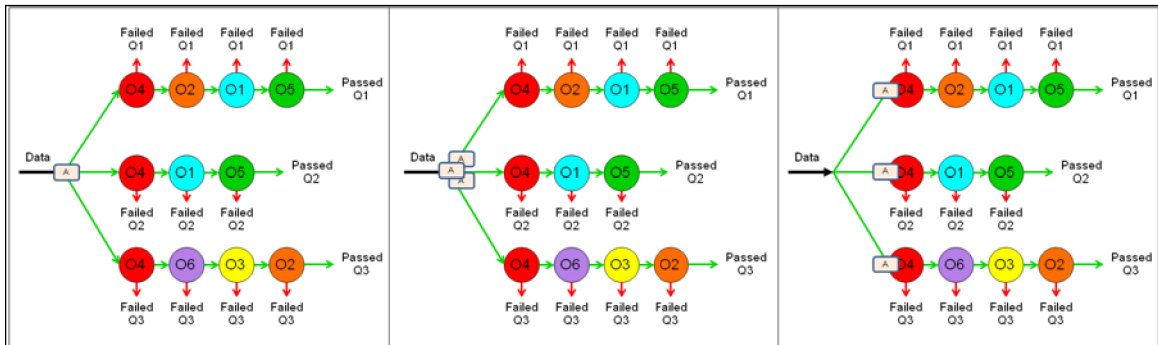 Failed Failed Failed Failed
Q1 Q1 Q1 Q1
O4 O2 O1 O5
Passed
Q1
Data
A
O4 O1 O5
Passed
Q2
Failed Failed Failed
Q2 Q2 Q2
O4 O6 O3 O2
Passed
Q3
Failed Failed Failed Failed
Q3 Q3 Q3 Q3
Failed Failed Failed Failed
Q1 Q1 Q1 Q1
O4 O2 O1 O5
Passed
Q1
Data
A
A
A
O4 O1 O5
Passed
Q2
Failed Failed Failed
Q2 Q2 Q2
O4 O6 O3 O2
Passed
Q3
Failed Failed Failed Failed
Q3 Q3 Q3 Q3
Failed Failed Failed Failed
Q1 Q1 Q1 Q1
A O4 O2 O1 O5
Passed
Q1
Data
A O4 O1 O5
Passed
Q2
Failed Failed Failed
Q2 Q2 Q2
A O4 O6 O3 O2
Passed
Q3
Failed Failed Failed Failed
Q3 Q3 Q3 Q3